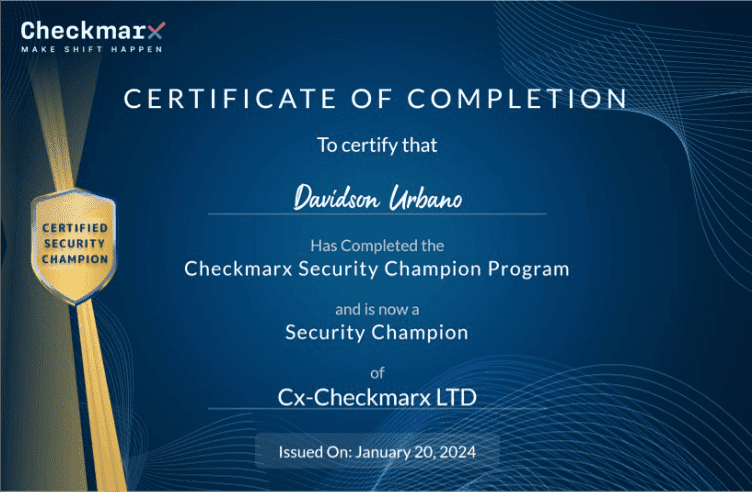 Checkmarx
MAKE SHIFT HAPPEN
CERTIFICATE OF COMPLETION
To certify that
Davidson Urbano
Has Completed the
Checkmarx Security Champion Program
and is now a
Security Champion
of
Cx-Checkmarx LTD
Issued On: January 20, 2024
CERTIFIED
SECURITY
CHAMPION